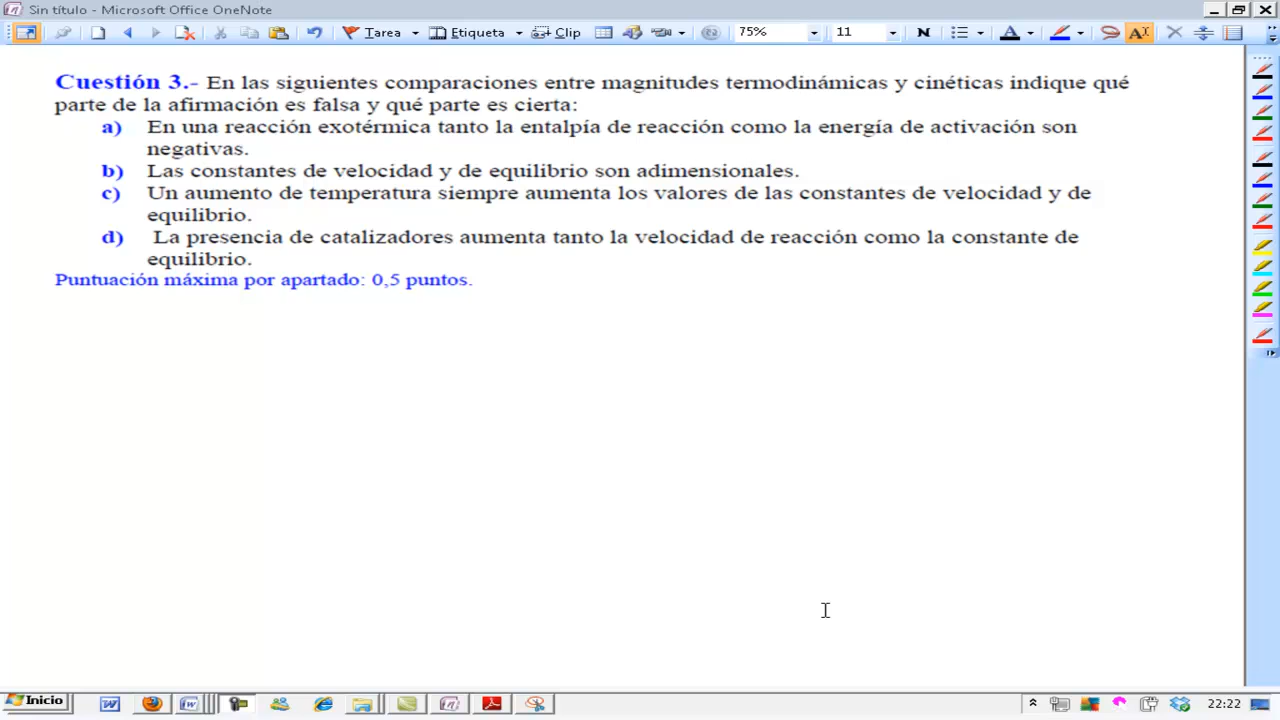 Sin título - Microsoft Office OneNote
Tarea Etiqueta Clip 75% 11 N A A
Cuestión 3.- En las siguientes comparaciones entre magnitudes termodinámicas y cinéticas indique qué
parte de la afirmación es falsa y qué parte es cierta:
a) En una reacción exotérmica tanto la entalpía de reacción como la energía de activación son
negativas.
b) Las constantes de velocidad y de equilibrio son adimensionales.
c) Un aumento de temperatura siempre aumenta los valores de las constantes de velocidad y de
equilibrio.
d) La presencia de catalizadores aumenta tanto la velocidad de reacción como la constante de
equilibrio.
Puntuación máxima por apartado: 0,5 puntos.
Inicio 22:22